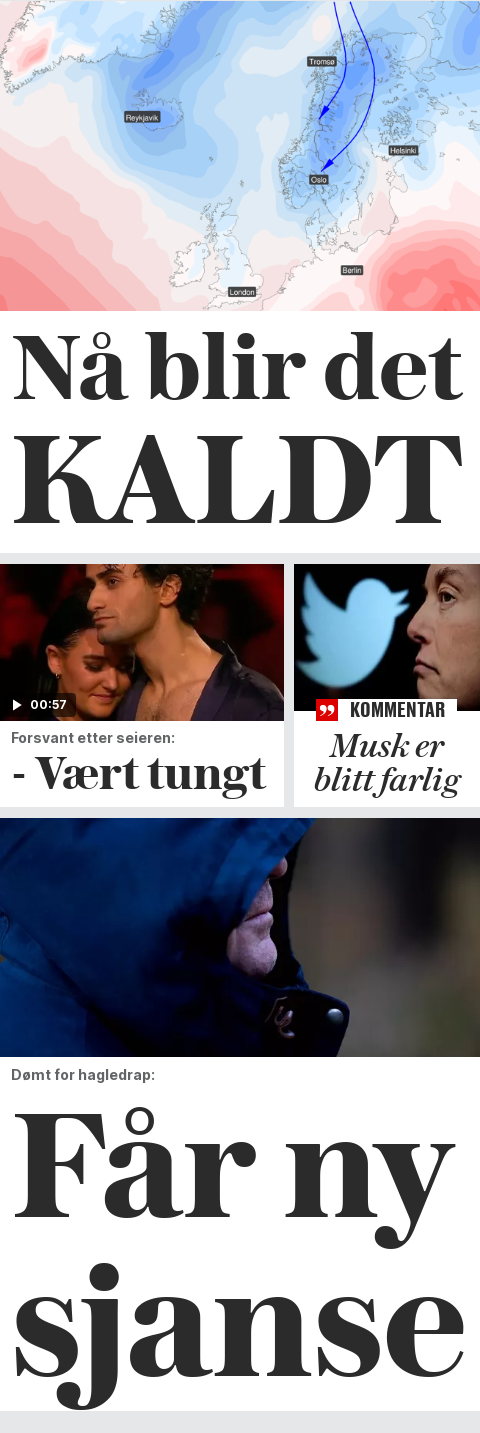 Tromsø
Reykjavik
Helsinki
Oslo
Berlin
London
Nå blir det
KALDT
00:57
Forsvant etter seieren:
- Vært tungt
KOMMENTAR
Musk er
blitt farlig
Dømt for hagledrap:
Får ny
sjanse